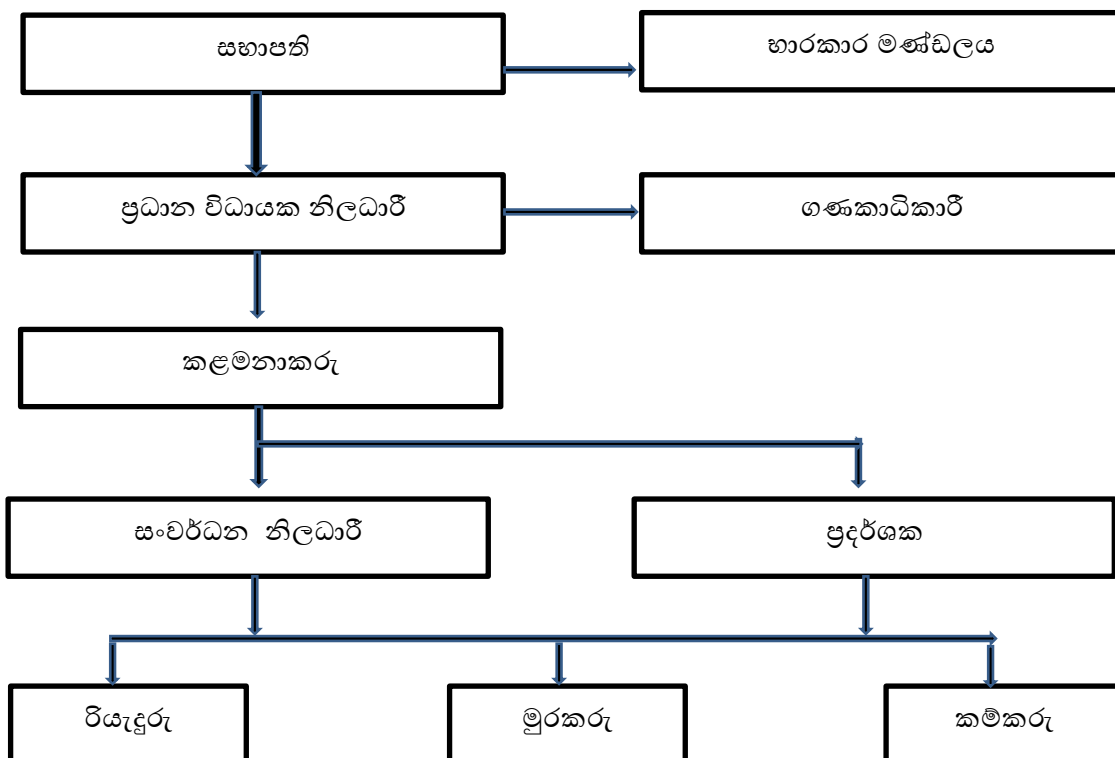 සභාපති
භාරකාර මණ්ඩලය
ප්‍රධාන විධායක නිලධාරී
ගණකාධිකාරී
කළමනාකරු
සංවර්ධන නිලධාරී
ප්‍රදර්ශක
රියැදුරු
මුරකරු
කම්කරු